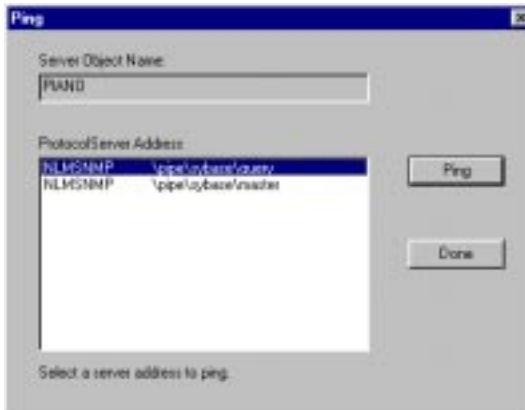 Ping
Server Object Name:
PIANO
Protocol/Server Address
NLMSNMP \pipe\sybase\query
NLMSNMP \pipe\sybase\master
Ping
Done
Select a server address to ping.